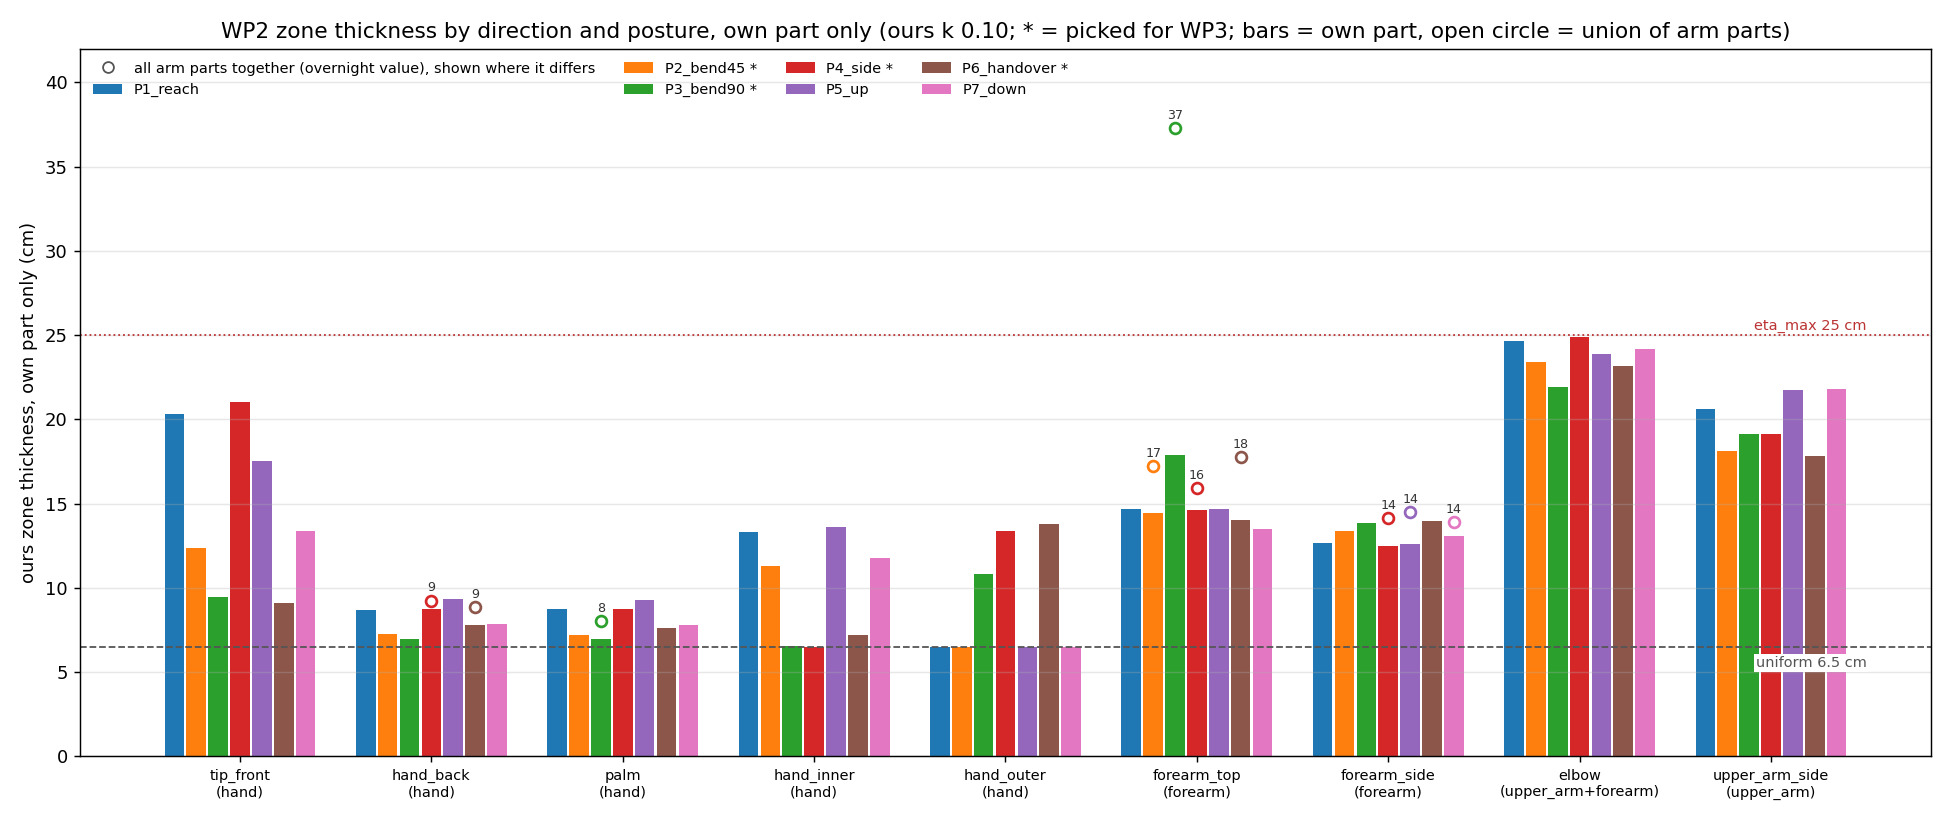 WP2 zone thickness by direction and posture, own part only (ours k 0.10; * = picked for WP3; bars = own part, open circle = union of arm parts)
all arm parts together (overnight value), shown where it differs
P1_reach
P2_bend45 *
P3_bend90 *
P4_side *
P5_up
P6_handover *
P7_down
ours zone thickness, own part only (cm)
40
35
30
25
20
15
10
5
0
37
eta_max 25 cm
17
16
18
14
14
14
9
9
8
uniform 6.5 cm
tip_front
(hand)
hand_back
(hand)
palm
(hand)
hand_inner
(hand)
hand_outer
(hand)
forearm_top
(forearm)
forearm_side
(forearm)
elbow
(upper_arm+forearm)
upper_arm_side
(upper_arm)